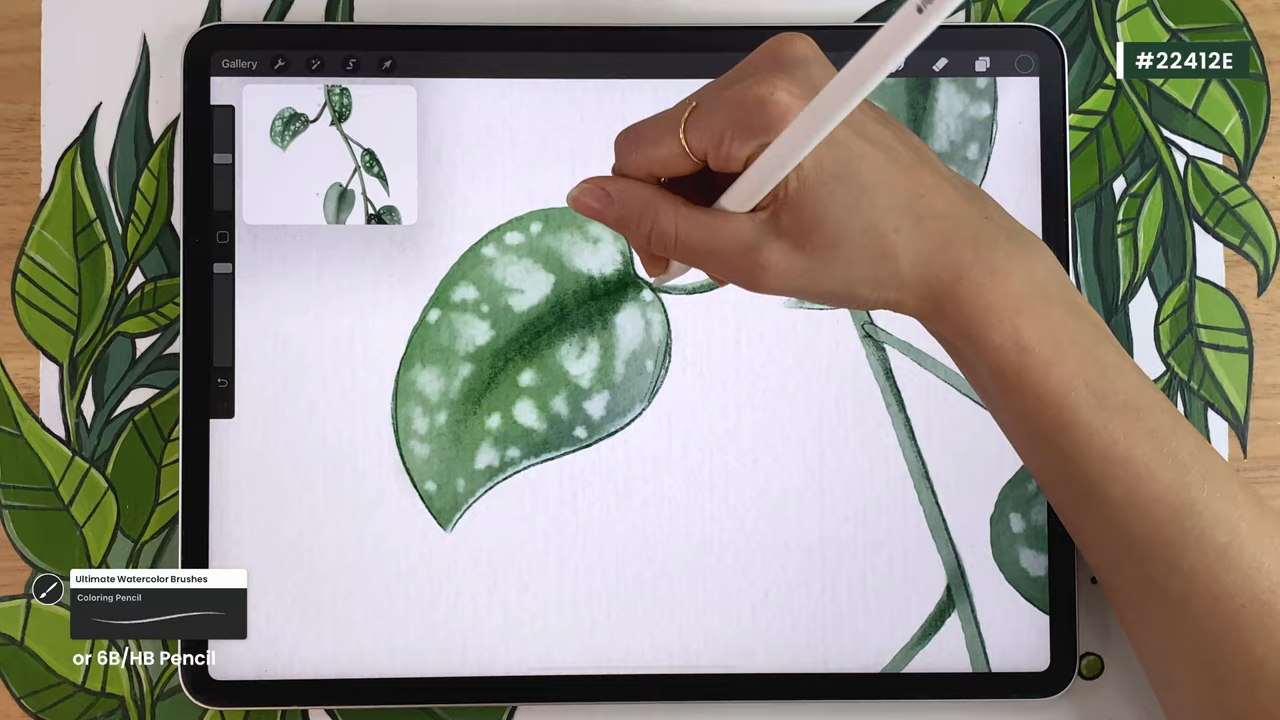 Gallery
#22412E
Ultimate Watercolor Brushes
Coloring Pencil
or 6B/HB Pencil